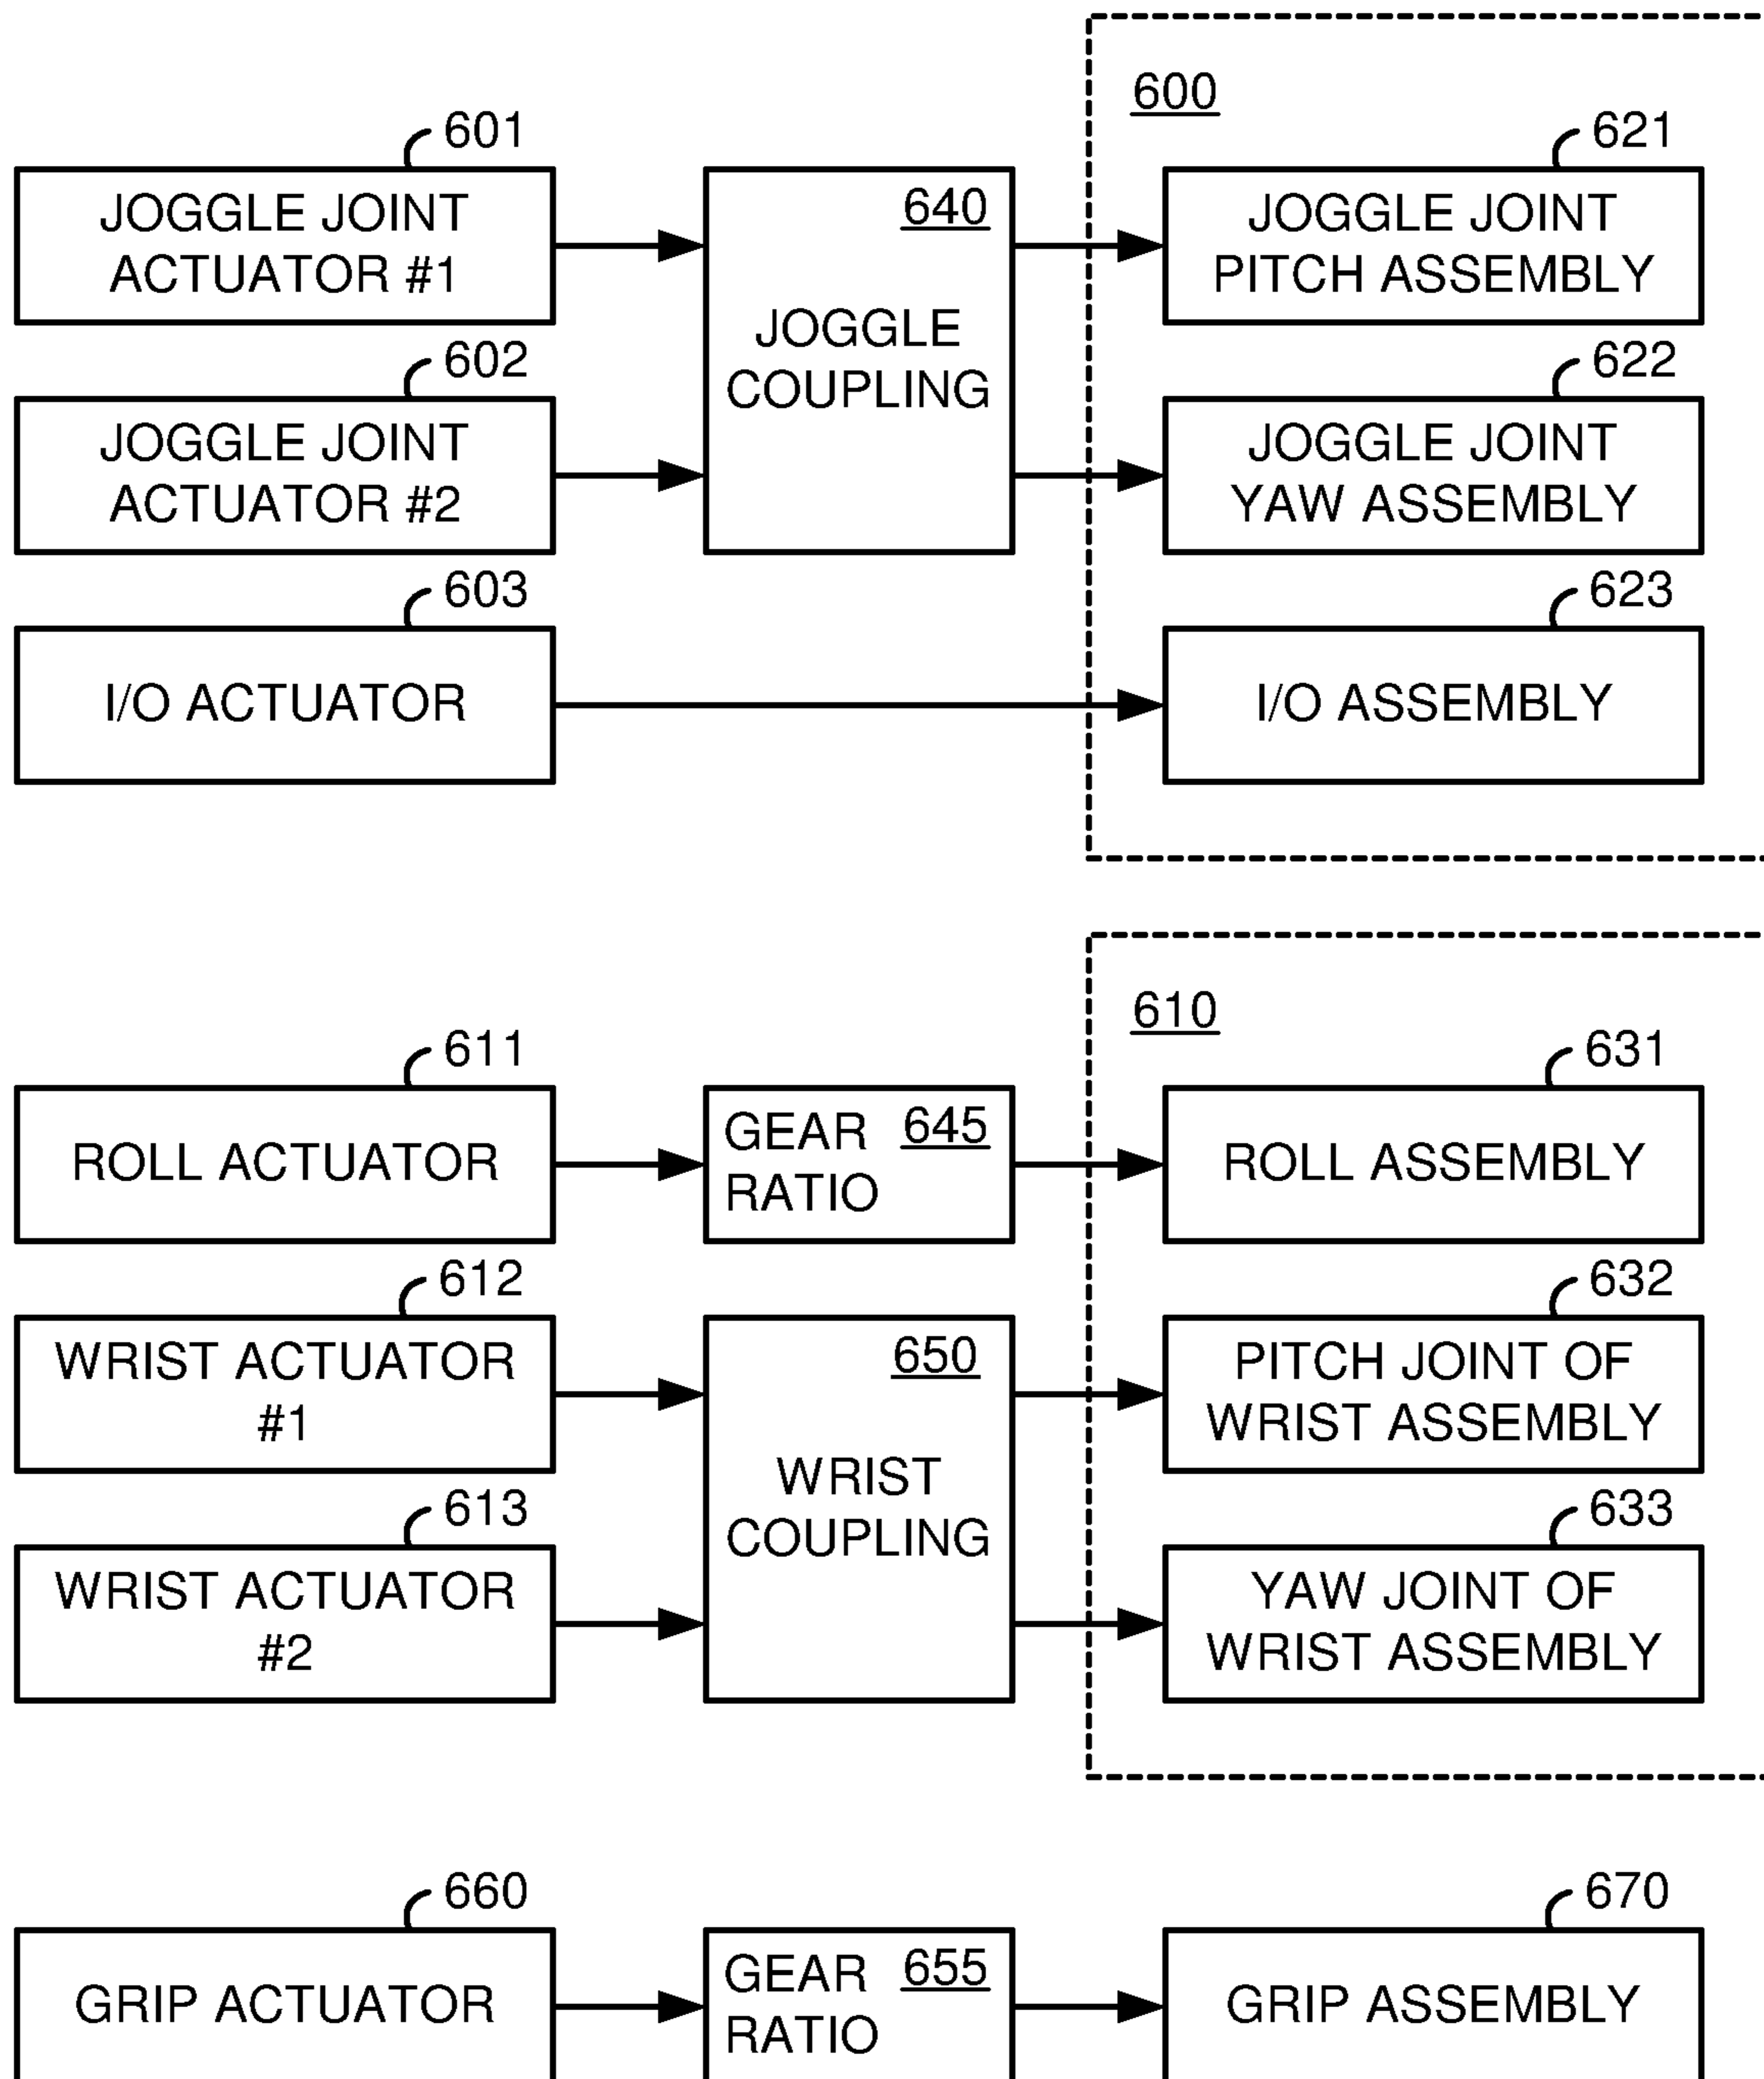 600
601
621
JOGGLE JOINT
ACTUATOR #1
640
JOGGLE
COUPLING
JOGGLE JOINT
PITCH ASSEMBLY
602
622
JOGGLE JOINT
ACTUATOR #2
JOGGLE JOINT
YAW ASSEMBLY
603
623
I/O ACTUATOR
I/O ASSEMBLY
610
611
631
ROLL ACTUATOR
GEAR 645
RATIO
ROLL ASSEMBLY
612
632
WRIST ACTUATOR
#1
650
WRIST
COUPLING
PITCH JOINT OF
WRIST ASSEMBLY
613
633
WRIST ACTUATOR
#2
YAW JOINT OF
WRIST ASSEMBLY
660
670
GRIP ACTUATOR
GEAR 655
RATIO
GRIP ASSEMBLY